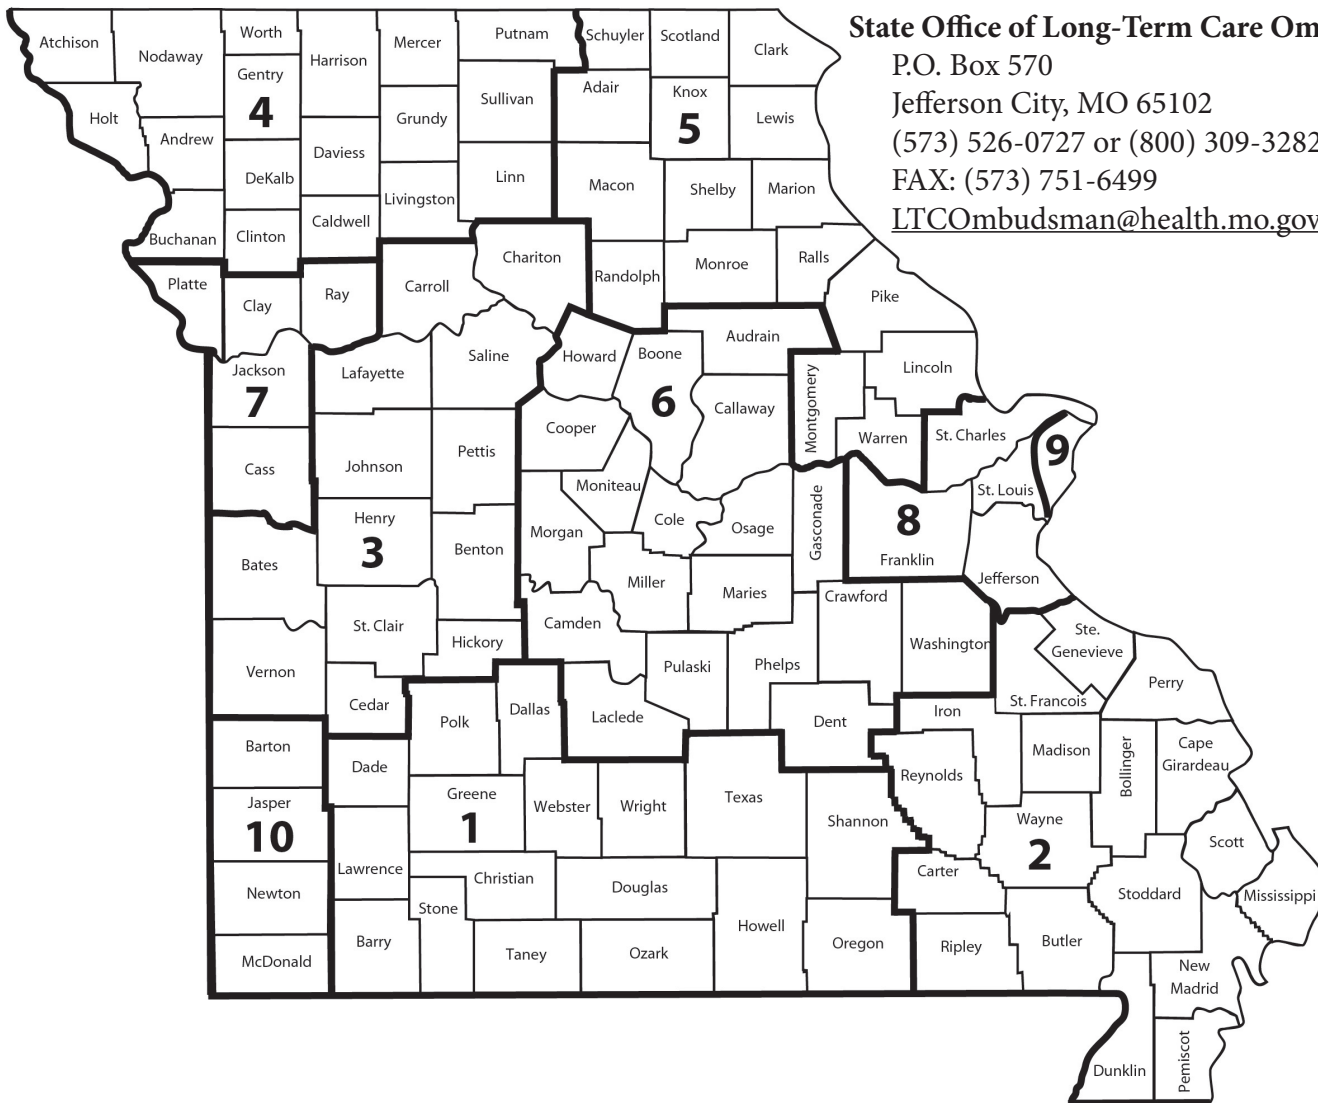 State Office of Long-Term Care Om
P.O. Box 570
Jefferson City, MO 65102
(573) 526-0727 or (800) 309-3282
FAX: (573) 751-6499
LTCOmbudsman@health.mo.gov
Atchison
Nodaway
Worth
Harrison
Mercer
Putnam
Schuyler
Scotland
Clark
Gentry
4
Holt
Andrew
DeKalb
Daviess
Grundy
Sullivan
Adair
Knox
5
Lewis
Buchanan
Clinton
Caldwell
Livingston
Linn
Macon
Shelby
Marion
Platte
Clay
Ray
Carroll
Chariton
Randolph
Monroe
Ralls
Pike
Jackson
7
Lafayette
Saline
Howard
Boone
6
Audrain
Callaway
Montgomery
Lincoln
Warren
St. Charles
9
St. Louis
Cass
Johnson
Pettis
Cooper
Moniteau
Morgan
Cole
Osage
Gasconade
8
Franklin
Jefferson
Bates
Henry
3
Benton
Miller
Maries
Camden
Crawford
Washington
St. Clair
Hickory
Vernon
Cedar
Polk
Dallas
Laclede
Pulaski
Phelps
Dent
Iron
St. Francois
Ste.
Genevieve
Perry
Barton
Dade
Jasper
10
Greene
1
Webster
Wright
Texas
Shannon
Reynolds
Madison
Bollinger
Cape
Girardeau
Wayne
2
Scott
Mississippi
Stoddard
Newton
Lawrence
Christian
Stone
Douglas
Howell
Carter
McDonald
Barry
Taney
Ozark
Oregon
Ripley
Butler
New
Madrid
Dunklin
Pemiscot